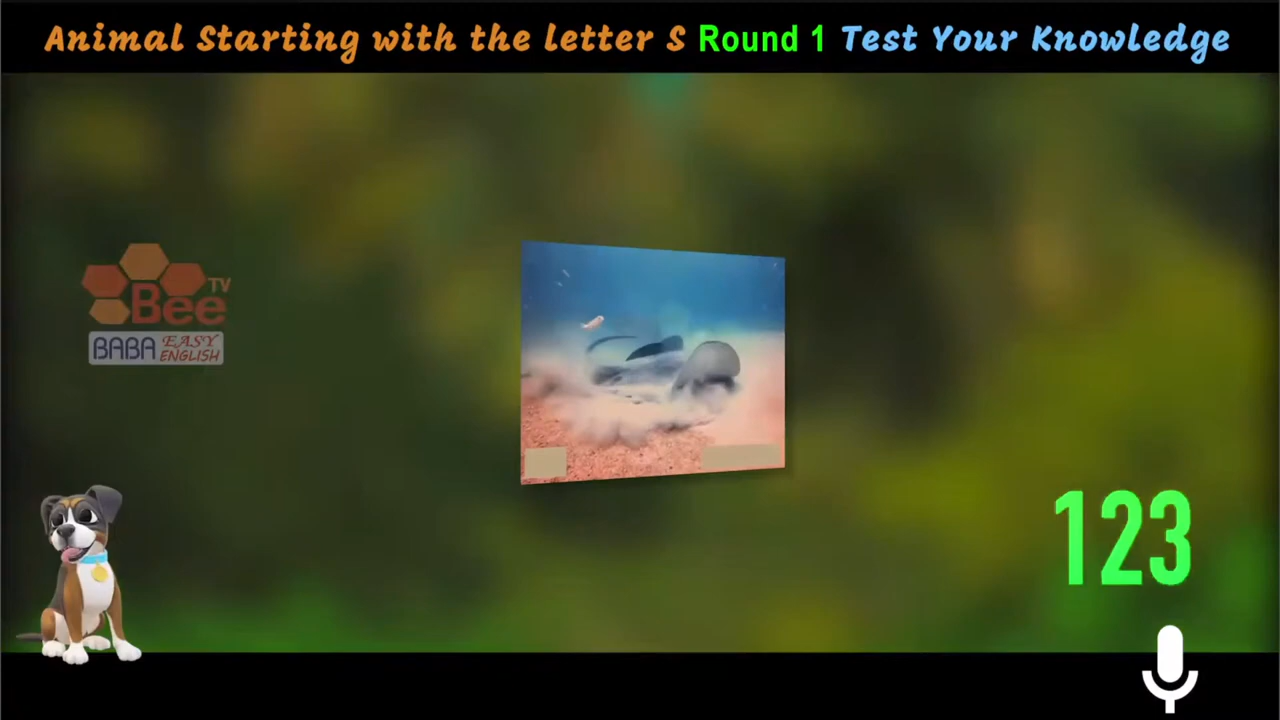 Animal Starting with the letter S Round 1 Test Your Knowledge
Bee TV
BABA EASY ENGLISH
123